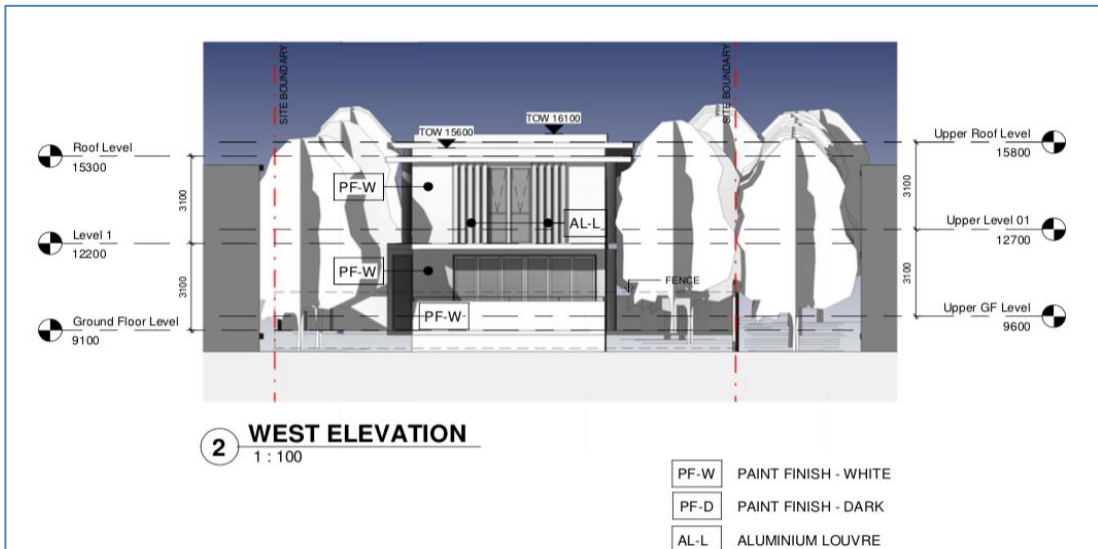 SITE BOUNDARY
SITE BOUNDARY
TOW 16100
TOW 15600
Roof Level
15300
Upper Roof Level
15800
PF-W
3100
3100
AL-L
Level 1
12200
Upper Level 01
12700
PF-W
FENCE
3100
3100
PF-W
Ground Floor Level
9100
Upper GF Level
9600
2
WEST ELEVATION
1 : 100
PF-W PAINT FINISH - WHITE
PF-D PAINT FINISH - DARK
AL-L ALUMINIUM LOUVRE